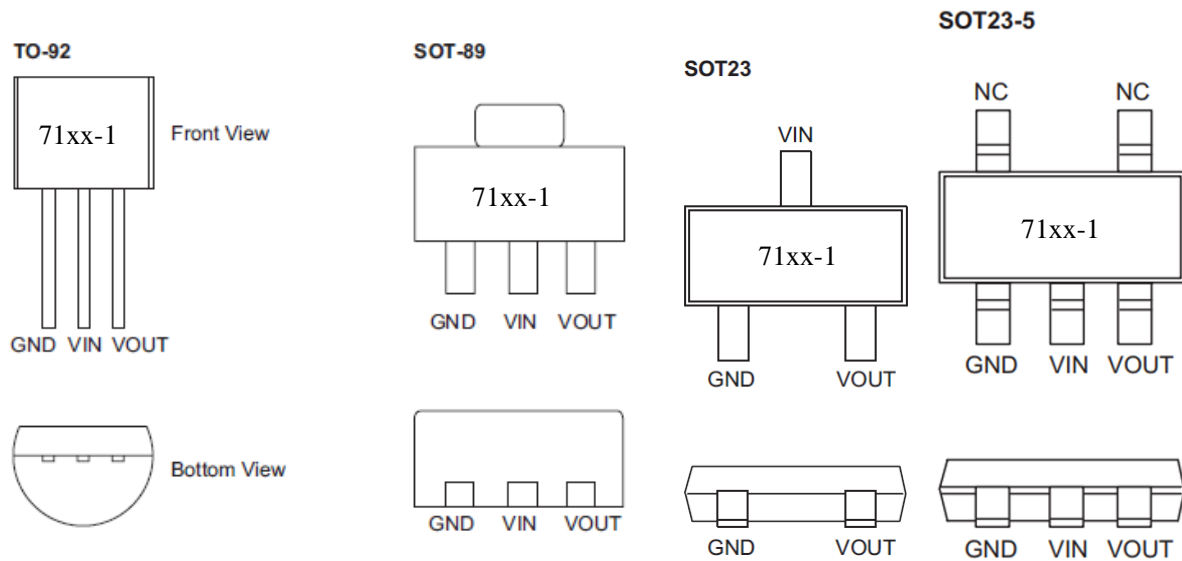 TO-92
71xx-1
Front View
GND VIN VOUT
Bottom View
SOT-89
71xx-1
GND VIN VOUT
GND VIN VOUT
SOT23
VIN
71xx-1
GND VOUT
GND VOUT
SOT23-5
NC NC
71xx-1
GND VIN VOUT
GND VIN VOUT